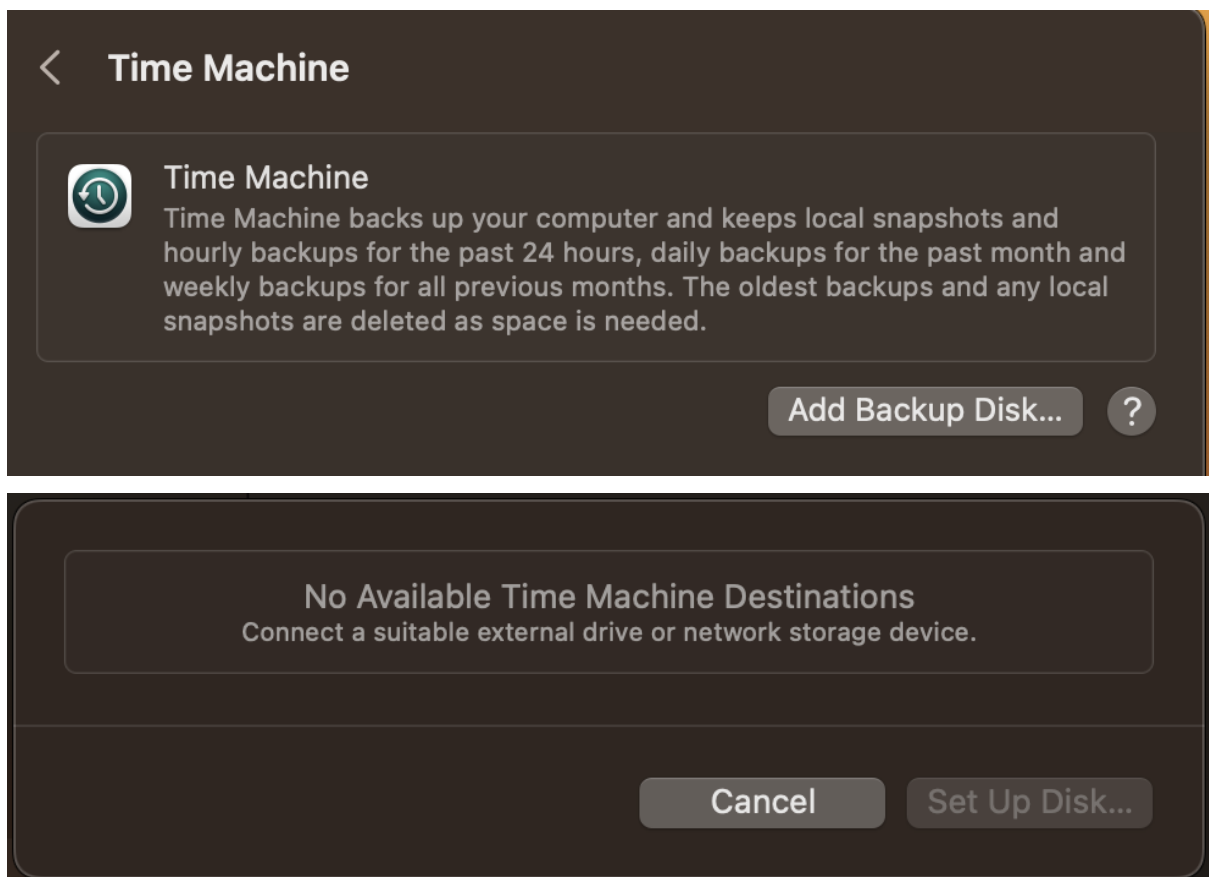 Time Machine
Time Machine
Time Machine backs up your computer and keeps local snapshots and
hourly backups for the past 24 hours, daily backups for the past month and
weekly backups for all previous months. The oldest backups and any local
snapshots are deleted as space is needed.
Add Backup Disk... ?
No Available Time Machine Destinations
Connect a suitable external drive or network storage device.
Cancel Set Up Disk...